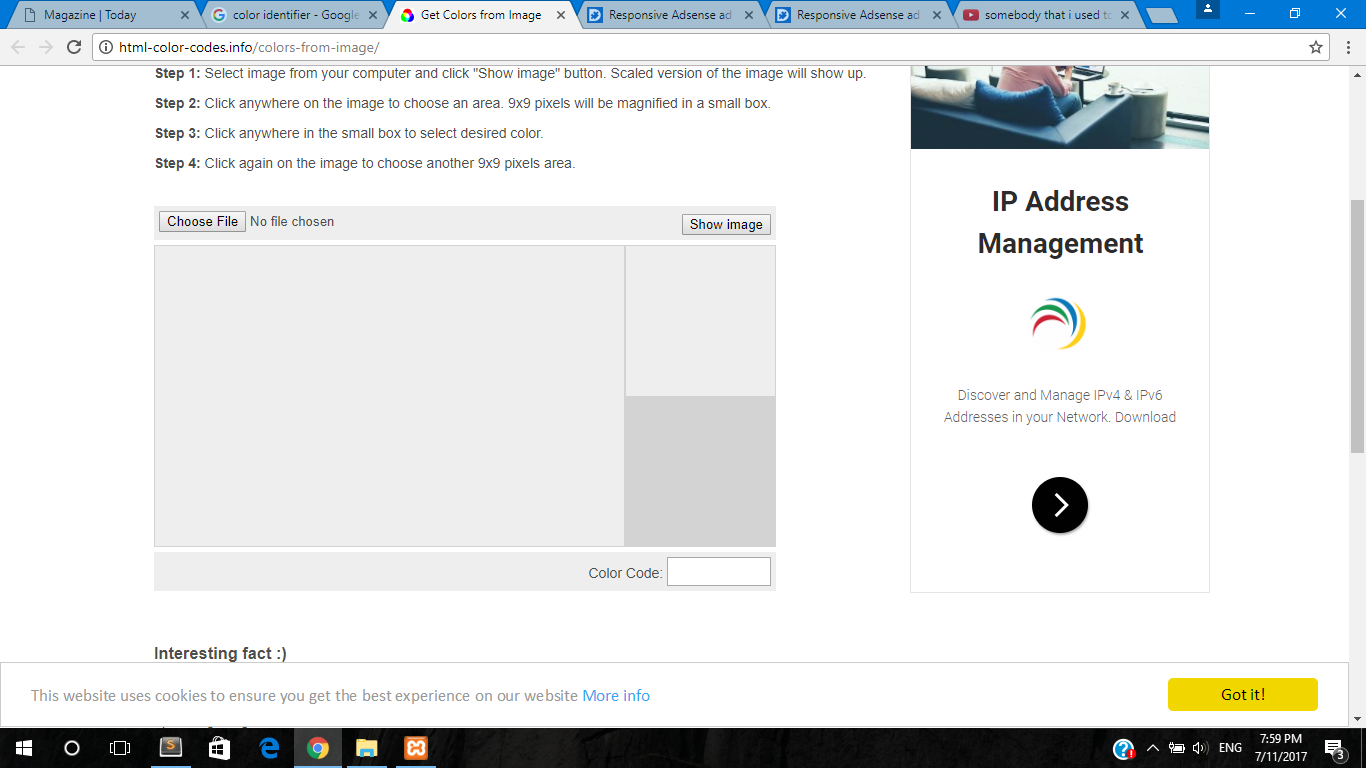 Magazine | Today
color identifier - Google
Get Colors from Image
Responsive Adsense ad
Responsive Adsense ad
somebody that i used to
html-color-codes.info/colors-from-image/
Step 1: Select image from your computer and click "Show image" button. Scaled version of the image will show up.
Step 2: Click anywhere on the image to choose an area. 9x9 pixels will be magnified in a small box.
Step 3: Click anywhere in the small box to select desired color.
Step 4: Click again on the image to choose another 9x9 pixels area.
Choose File No file chosen
Show image
Color Code:
IP Address
Management
Discover and Manage IPv4 & IPv6
Addresses in your Network. Download
Interesting fact :)
This website uses cookies to ensure you get the best experience on our website More info
Got it!
ENG
7:59 PM
7/11/2017
3